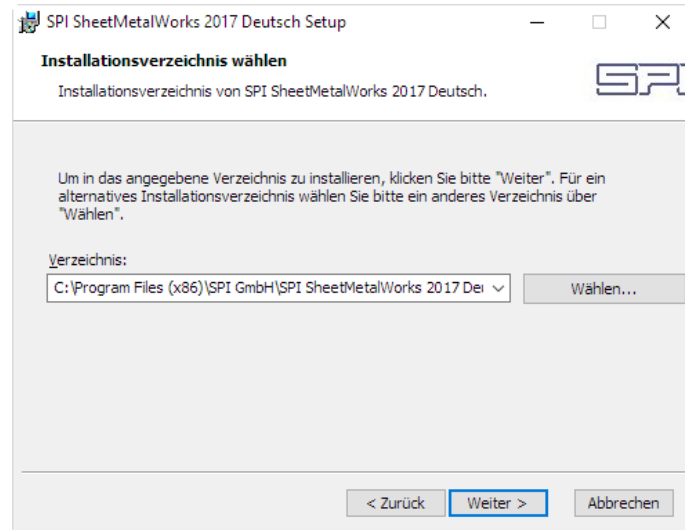 SPI SheetMetalWorks 2017 Deutsch Setup
Installationsverzeichnis wählen
Installationsverzeichnis von SPI SheetMetalWorks 2017 Deutsch.
SPI
Um in das angegebene Verzeichnis zu installieren, klicken Sie bitte "Weiter". Für ein
alternatives Installationsverzeichnis wählen Sie bitte ein anderes Verzeichnis über
"Wählen".
Verzeichnis:
C:\Program Files (x86)\SPI GmbH\SPI SheetMetalWorks 2017 Deu
Wählen...
< Zurück
Weiter >
Abbrechen